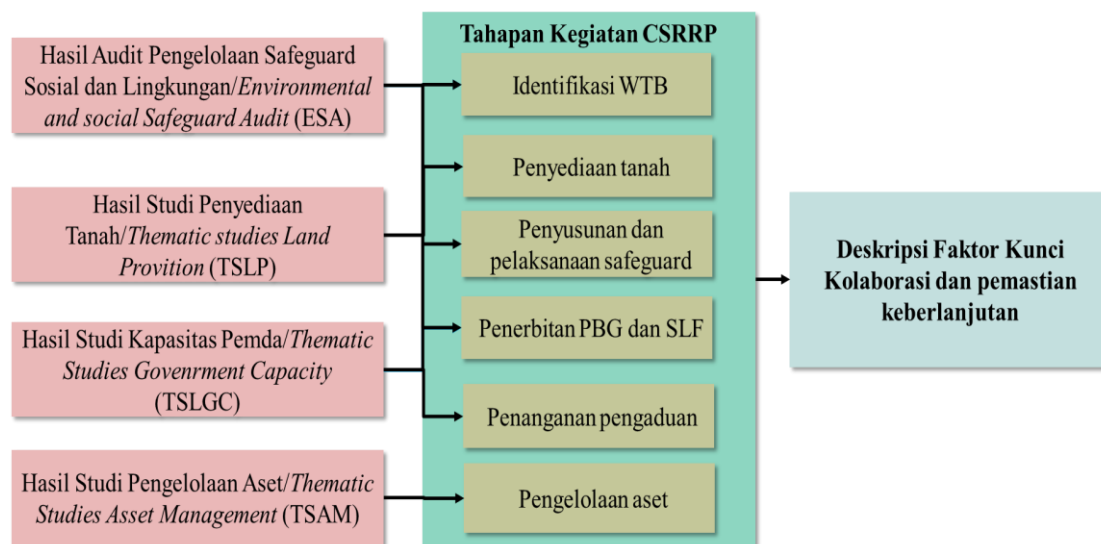 Hasil Audit Pengelolaan Safeguard
Sosial dan Lingkungan/Environmental
and social Safeguard Audit (ESA)
Hasil Studi Penyediaan
Tanah/Thematic studies Land
Provition (TSLP)
Hasil Studi Kapasitas Pemda/Thematic
Studies Govenrment Capacity
(TSLGC)
Hasil Studi Pengelolaan Aset/Thematic
Studies Asset Management (TSAM)
Tahapan Kegiatan CSRRP
Identifikasi WTB
Penyediaan tanah
Penyusunan dan
pelaksanaan safeguard
Penerbitan PBG dan SLF
Penanganan pengaduan
Pengelolaan aset
Deskripsi Faktor Kunci
Kolaborasi dan pemastian
keberlanjutan